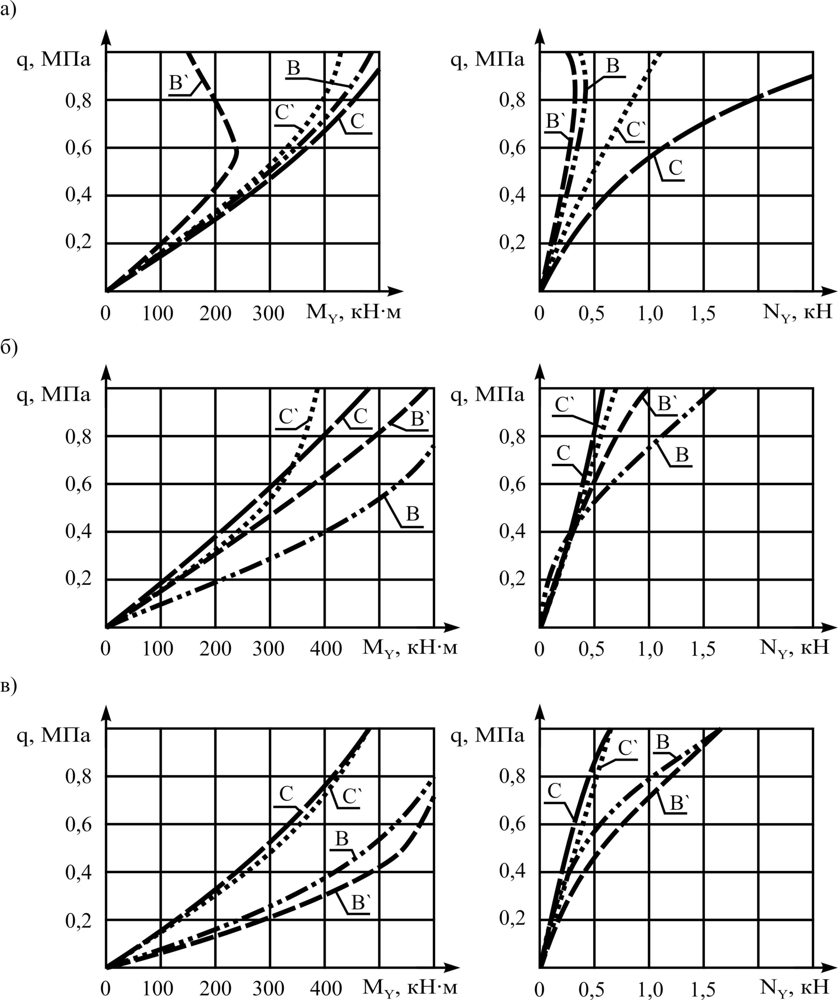 а)
q, МПа
B`
B
C`
C
0,8
0,6
0,4
0,2
0 100 200 300 M_Y, кН·м
q, МПа
B
B`
C`
C
0,8
0,6
0,4
0,2
0 0,5 1,0 1,5 N_Y, кН
б)
q, МПа
C`
C
B`
B
0,8
0,6
0,4
0,2
0 100 200 300 400 M_Y, кН·м
q, МПа
C`
B`
C
B
0,8
0,6
0,4
0,2
0 0,5 1,0 1,5 N_Y, кН
в)
q, МПа
C
C`
B
B`
0,8
0,6
0,4
0,2
0 100 200 300 400 M_Y, кН·м
q, МПа
B
C`
C
B`
0,8
0,6
0,4
0,2
0 0,5 1,0 1,5 N_Y, кН